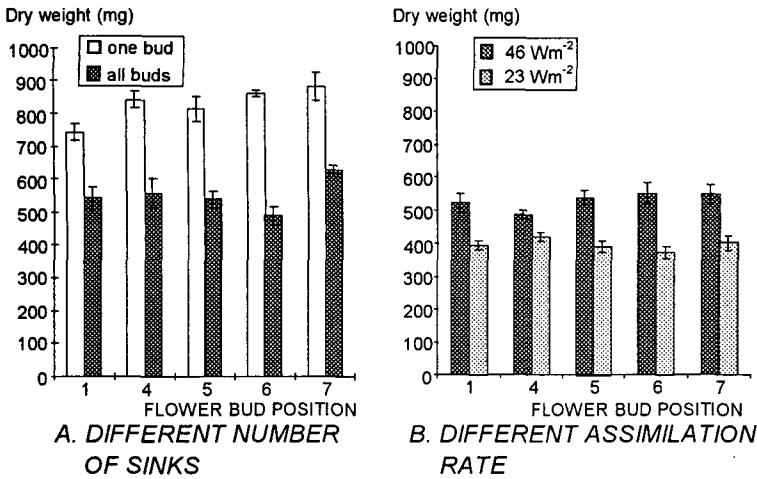 Dry weight (mg)
one bud
all buds
1000
900
800
700
600
500
400
300
200
100
0
1 4 5 6 7
FLOWER BUD POSITION
A. DIFFERENT NUMBER
OF SINKS
Dry weight (mg)
46 Wm⁻²
23 Wm⁻²
1000
900
800
700
600
500
400
300
200
100
0
1 4 5 6 7
FLOWER BUD POSITION
B. DIFFERENT ASSIMILATION
RATE